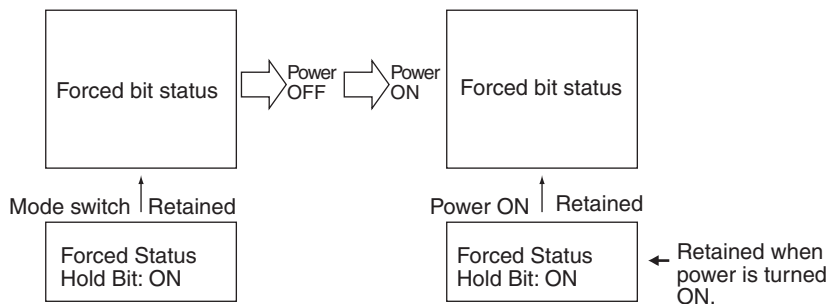 Forced bit status
Power
OFF
Power
ON
Forced bit status
Mode switch
Retained
Power ON
Retained
Forced Status
Hold Bit: ON
Forced Status
Hold Bit: ON
Retained when
power is turned
ON.